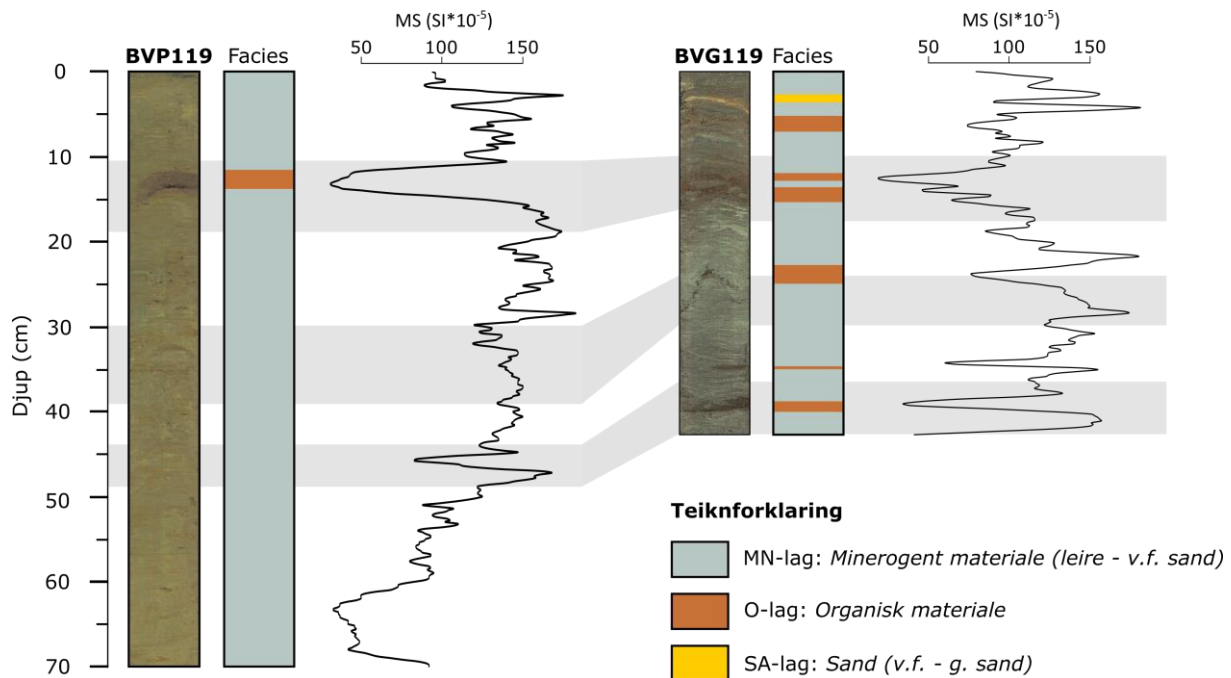 MS (SI*10⁻⁵)
50 100 150
BVP119 Facies
MS (SI*10⁻⁵)
50 100 150
BVG119 Facies
Djup (cm)
0
10
20
30
40
50
60
70
Teiknforklaring
MN-lag: Minerogent materiale (leire - v.f. sand)
O-lag: Organisk materiale
SA-lag: Sand (v.f. - g. sand)